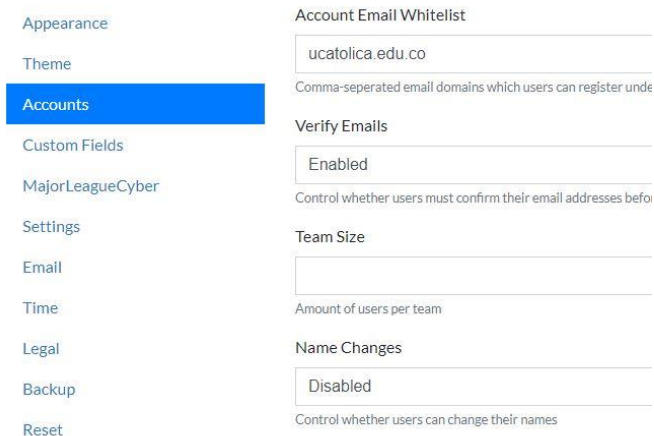 Appearance
Theme
Accounts
Custom Fields
MajorLeagueCyber
Settings
Email
Time
Legal
Backup
Reset
Account Email Whitelist
ucatolica.edu.co
Comma-seperated email domains which users can register unde
Verify Emails
Enabled
Control whether users must confirm their email addresses befor
Team Size
Amount of users per team
Name Changes
Disabled
Control whether users can change their names